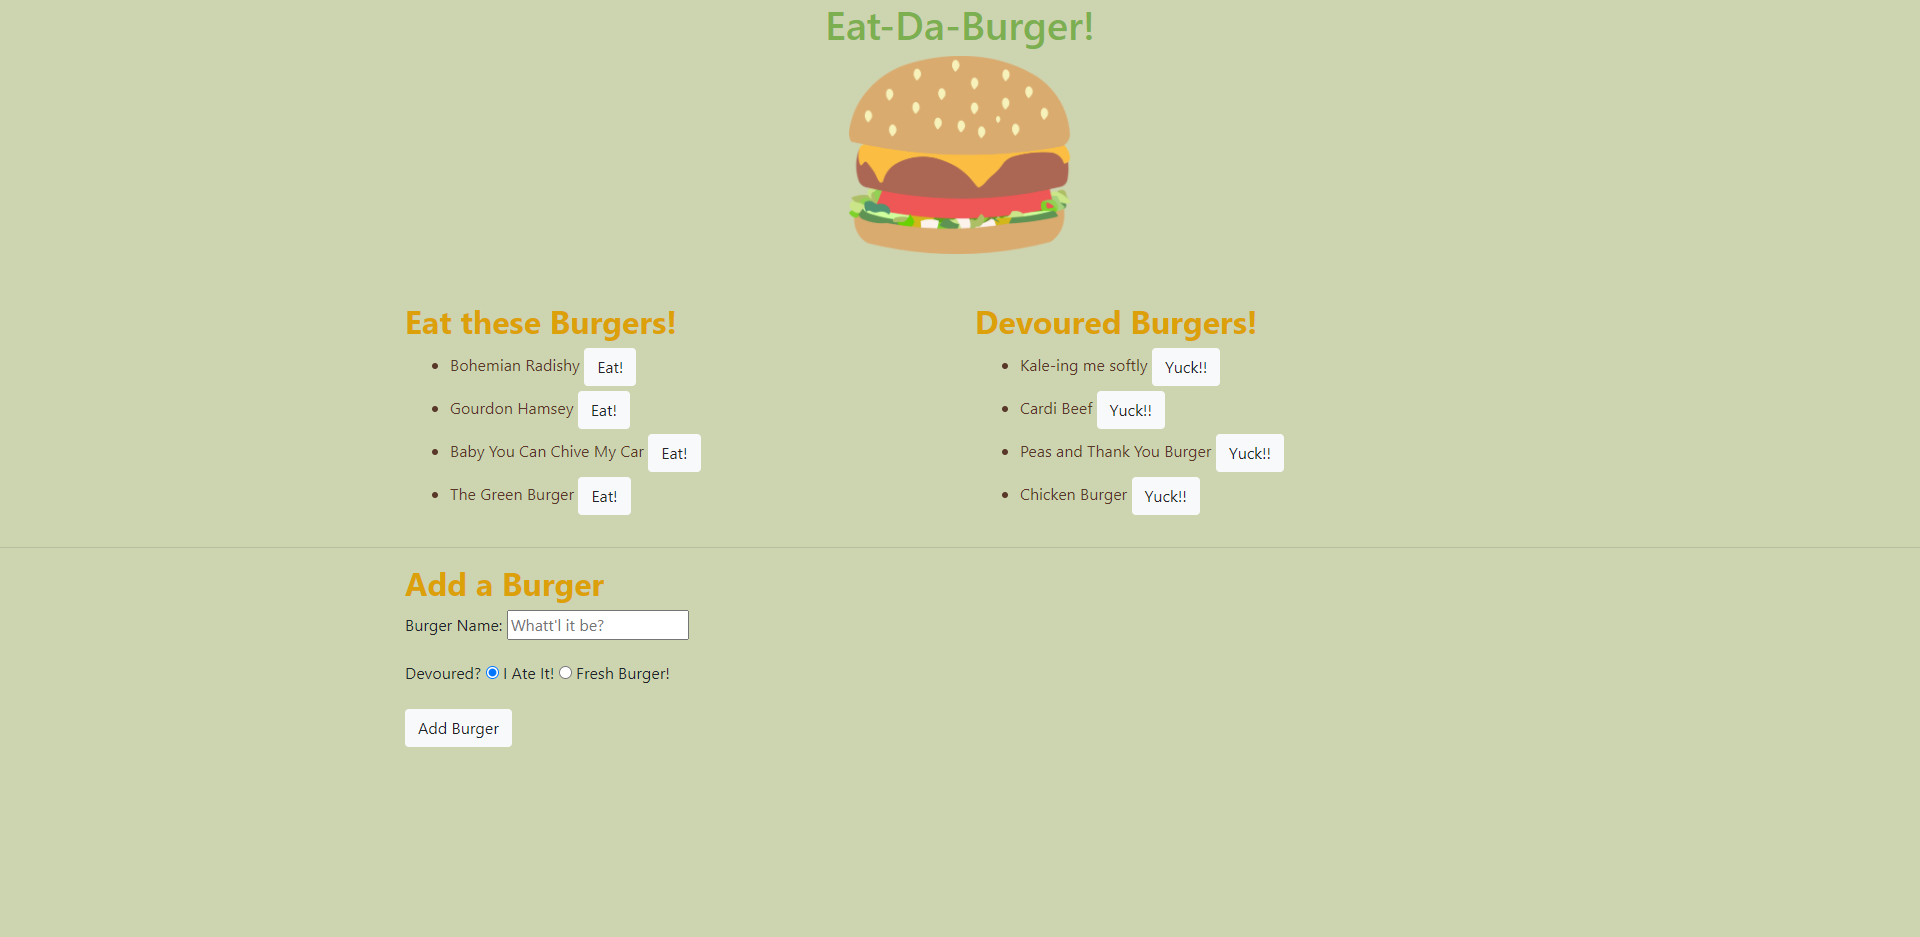 Eat-Da-Burger!
Eat these Burgers!
Bohemian Radishy Eat!
Gourdon Hamsey Eat!
Baby You Can Chive My Car Eat!
The Green Burger Eat!
Devoured Burgers!
Kale-ing me softly Yuck!!
Cardi Beef Yuck!!
Peas and Thank You Burger Yuck!!
Chicken Burger Yuck!!
Add a Burger
Burger Name: Whatt'l it be?
Devoured? I Ate It! Fresh Burger!
Add Burger